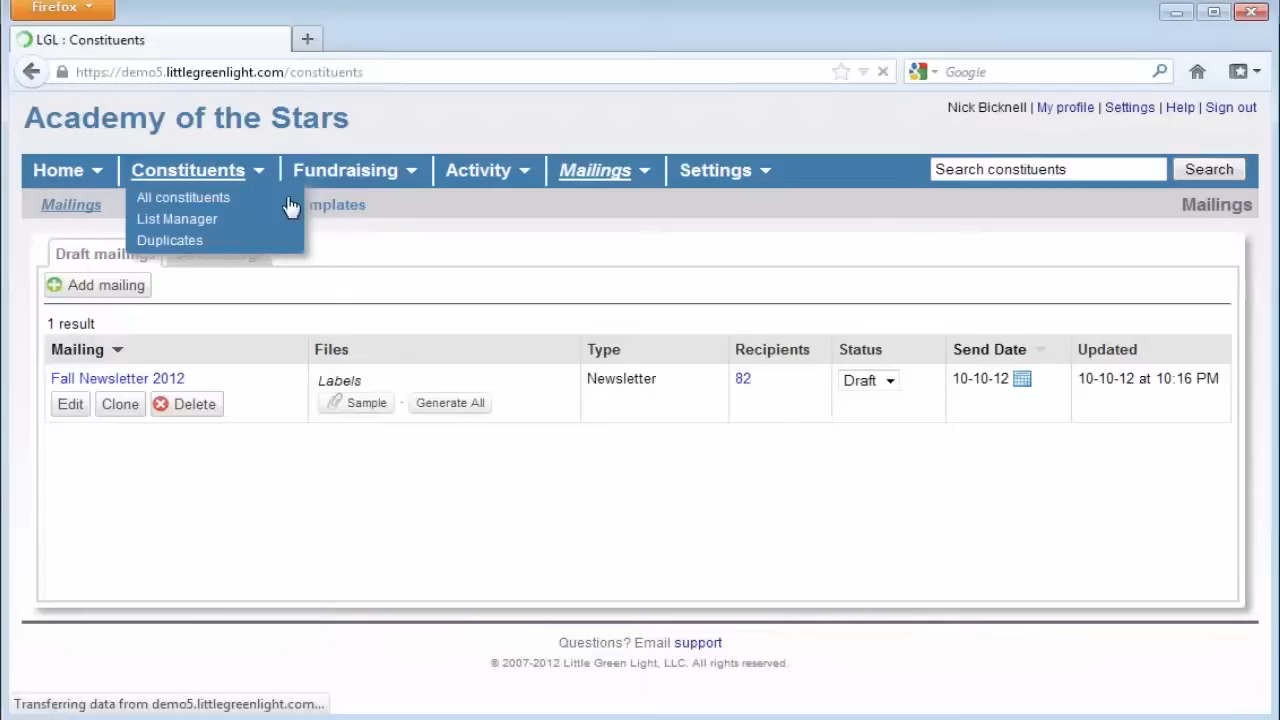 Firefox
LGL : Constituents
https://demo5.littlegreenlight.com/constituents
Google
Academy of the Stars
Nick Bicknell | My profile | Settings | Help | Sign out
Home Constituents Fundraising Activity Mailings Settings Search constituents Search
All constituents
List Manager
Duplicates
Mailings mplates Mailings
Draft mailings
Add mailing
1 result
Mailing Files Type Recipients Status Send Date Updated
Fall Newsletter 2012 Labels Newsletter 82 Draft 10-10-12 10-10-12 at 10:16 PM
Edit Clone Delete Sample · Generate All
Questions? Email support
© 2007-2012 Little Green Light, LLC. All rights reserved.
Transferring data from demo5.littlegreenlight.com...